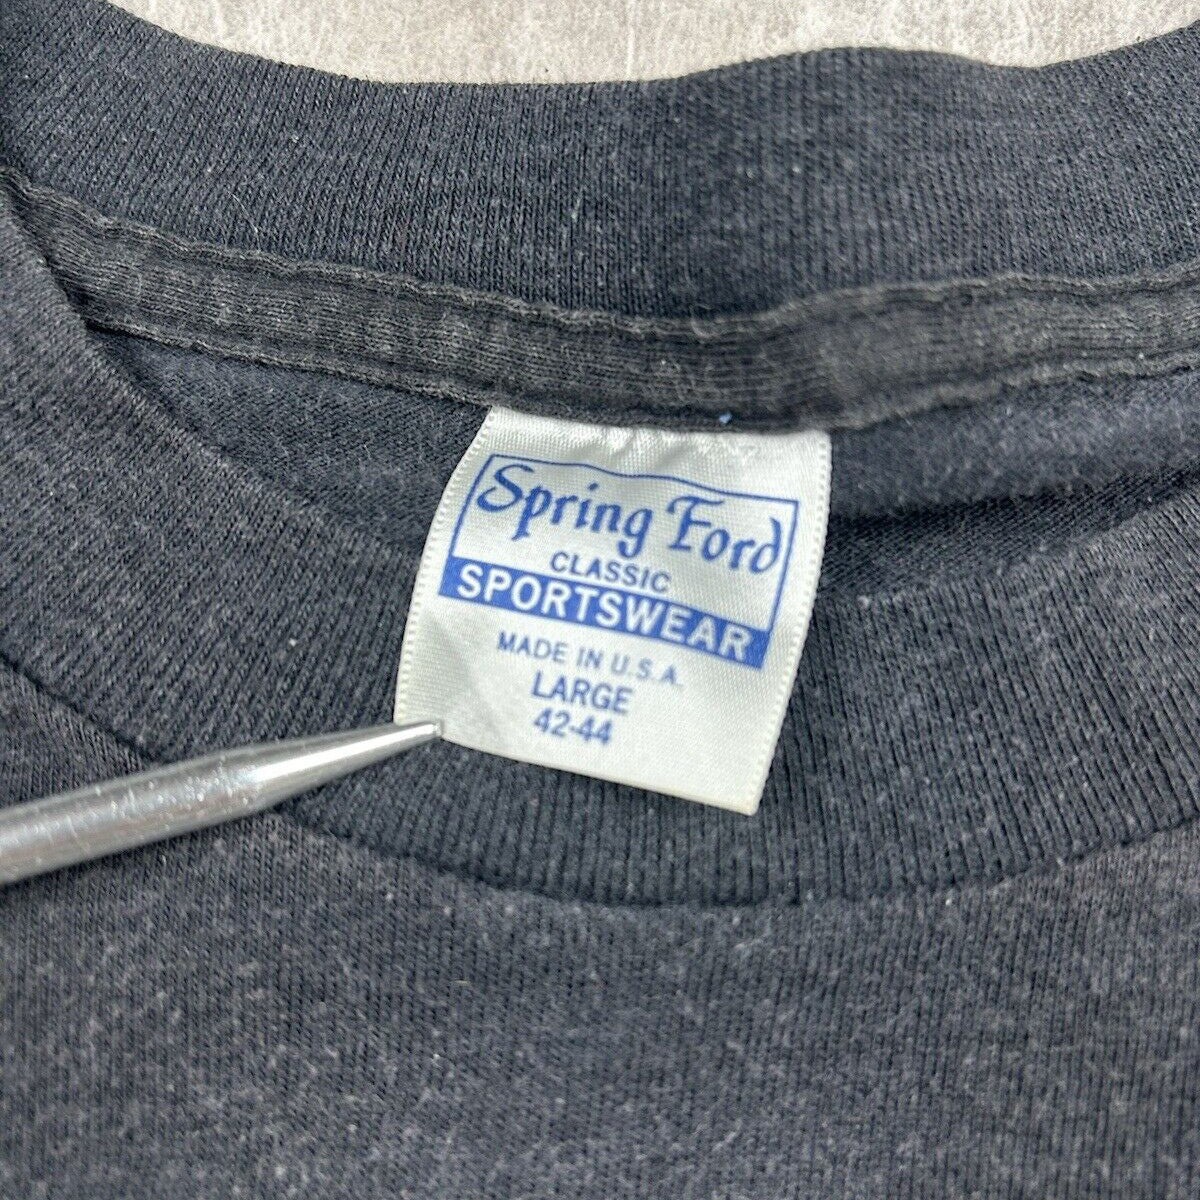 Spring Ford
CLASSIC
SPORTSWEAR
MADE IN U.S.A.
LARGE
42-44